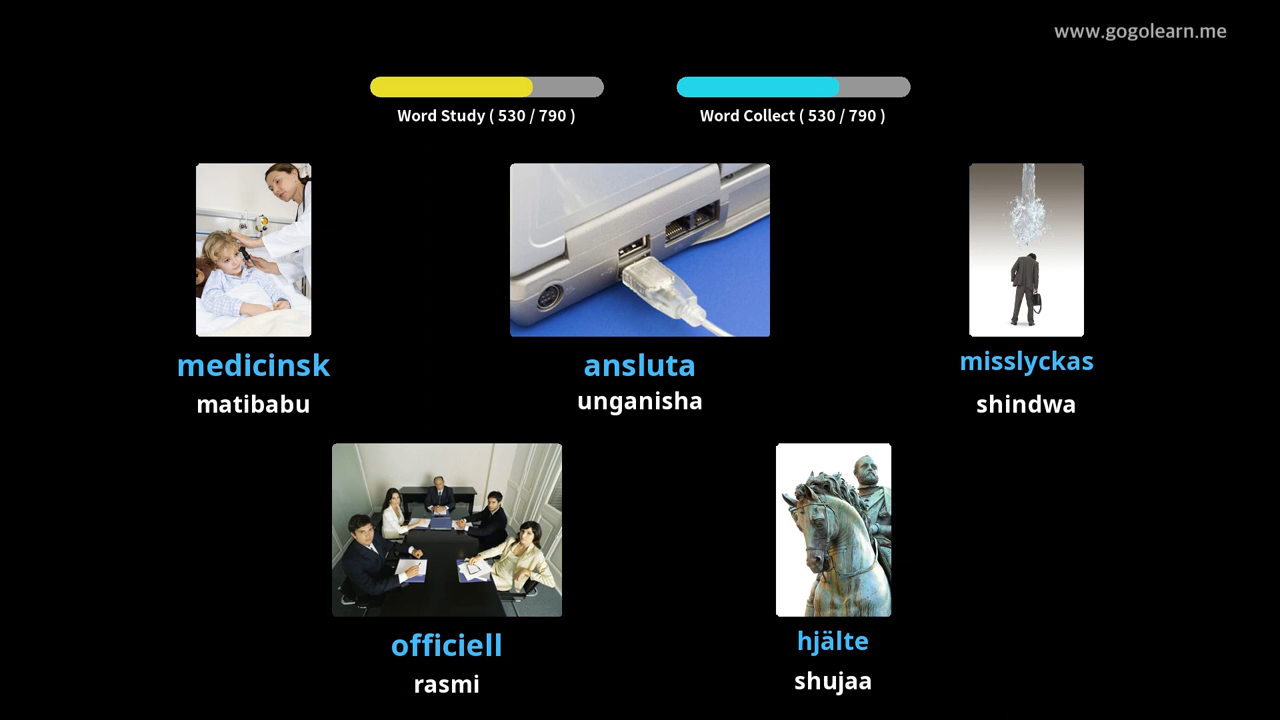 www.gogolearn.me
Word Study ( 530 / 790 )
Word Collect ( 530 / 790 )
medicinsk
matibabu
ansluta
unganisha
misslyckas
shindwa
officiell
rasmi
hjälte
shujaa